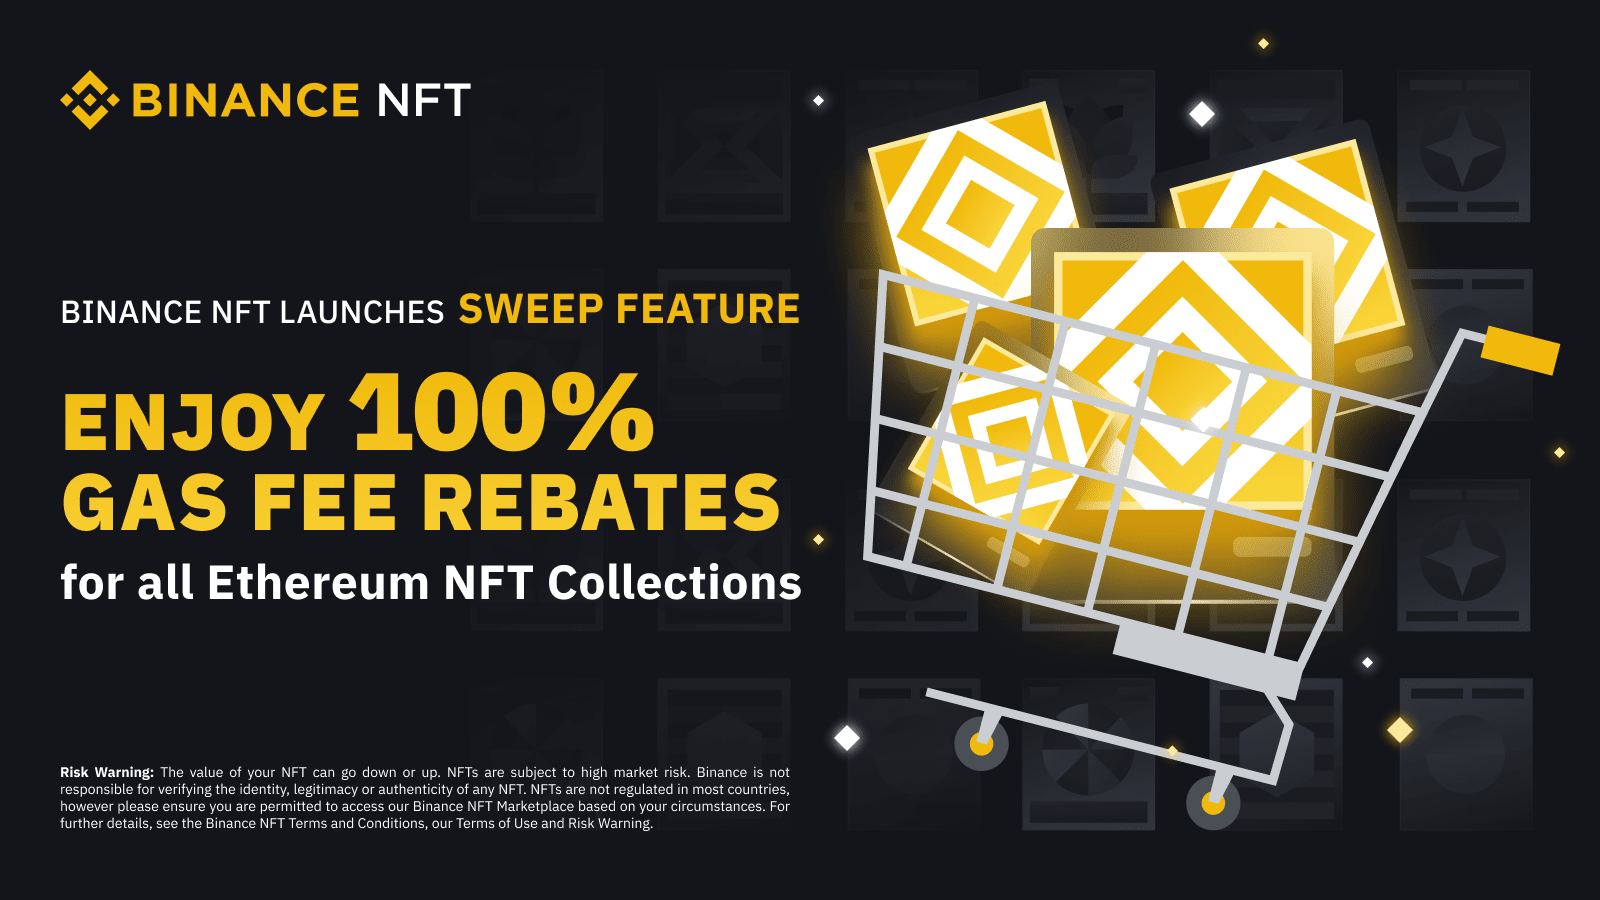 BINANCE NFT
BINANCE NFT LAUNCHES SWEEP FEATURE
ENJOY 100%
GAS FEE REBATES
for all Ethereum NFT Collections
Risk Warning: The value of your NFT can go down or up. NFTs are subject to high market risk. Binance is not
responsible for verifying the identity, legitimacy or authenticity of any NFT. NFTs are not regulated in most countries,
however please ensure you are permitted to access our Binance NFT Marketplace based on your circumstances. For
further details, see the Binance NFT Terms and Conditions, our Terms of Use and Risk Warning.